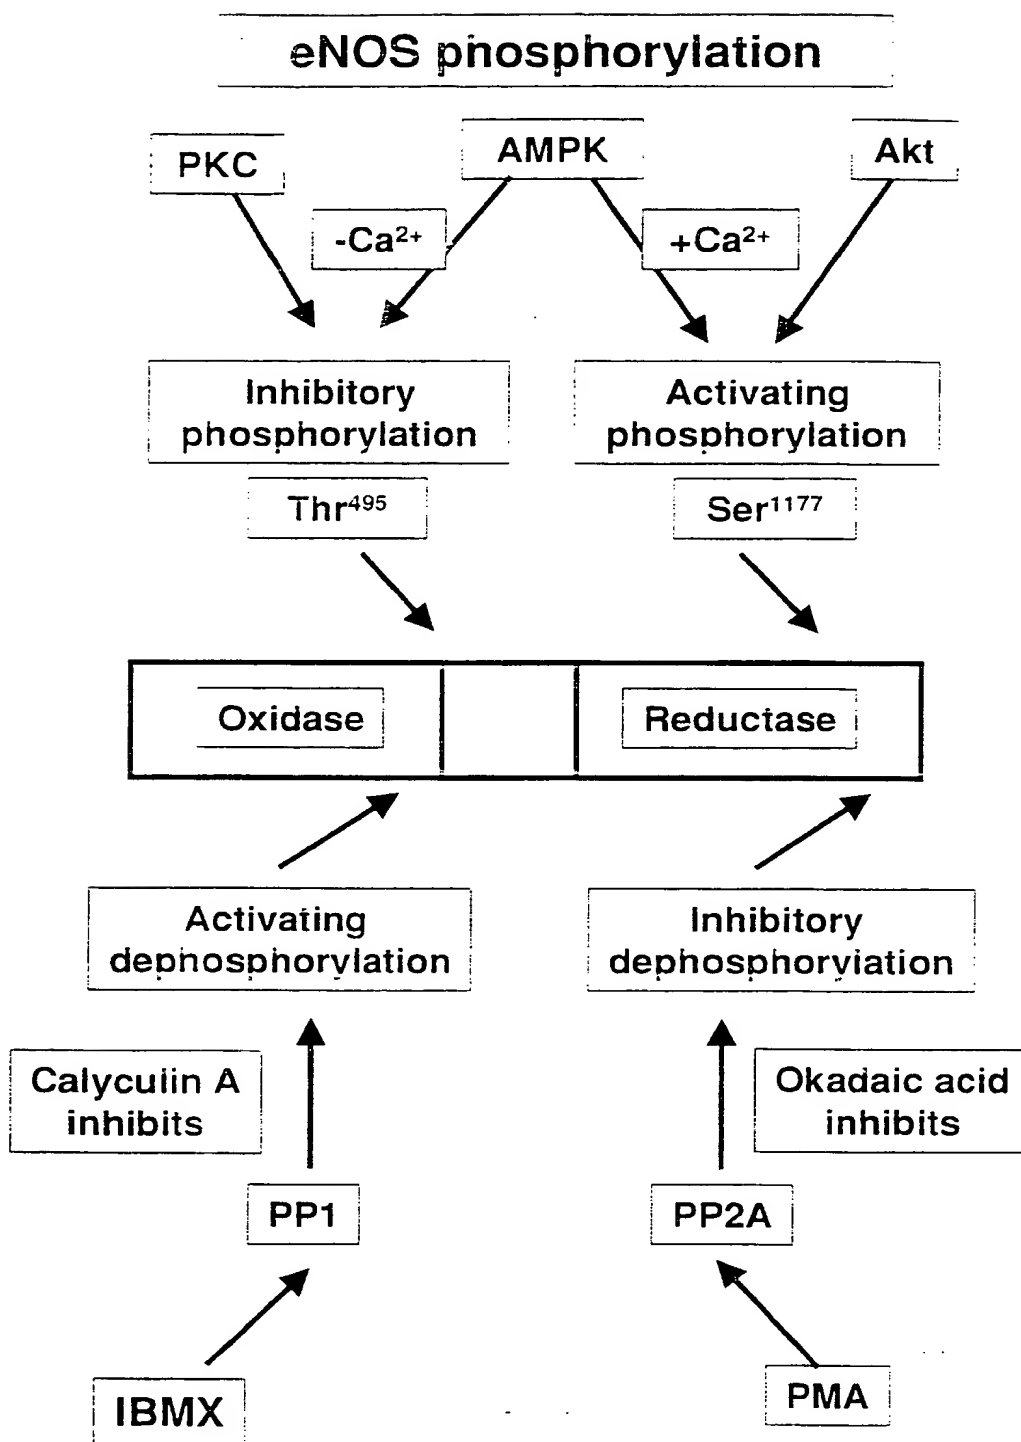 eNOS phosphorylation
PKC
AMPK
Akt
-Ca²⁺
+Ca²⁺
Inhibitory
phosphorylation
Activating
phosphorylation
Thr⁴⁹⁵
Ser¹¹⁷⁷
Oxidase
Reductase
Activating
dephosphorylation
Inhibitory
dephosphorylation
Calyculin A
inhibits
Okadaic acid
inhibits
PP1
PP2A
IBMX
PMA